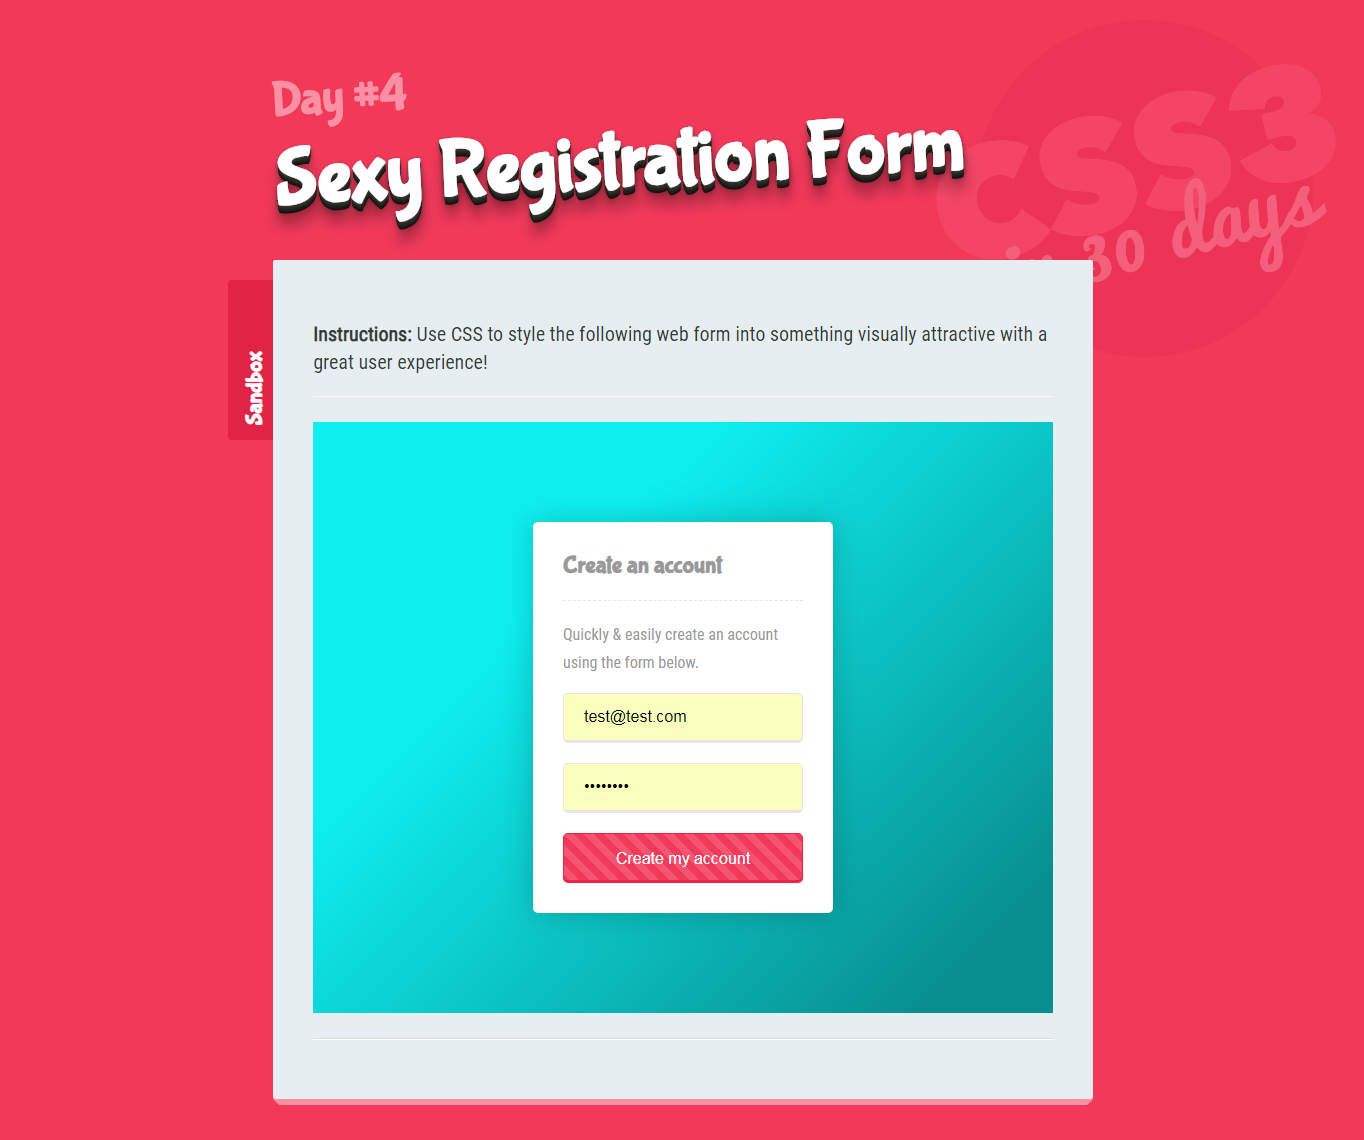 Day #4
Sexy Registration Form
CSS3
in 30 days
Sandbox
Instructions: Use CSS to style the following web form into something visually attractive with a
great user experience!
Create an account
Quickly & easily create an account
using the form below.
test@test.com
••••••••
Create my account